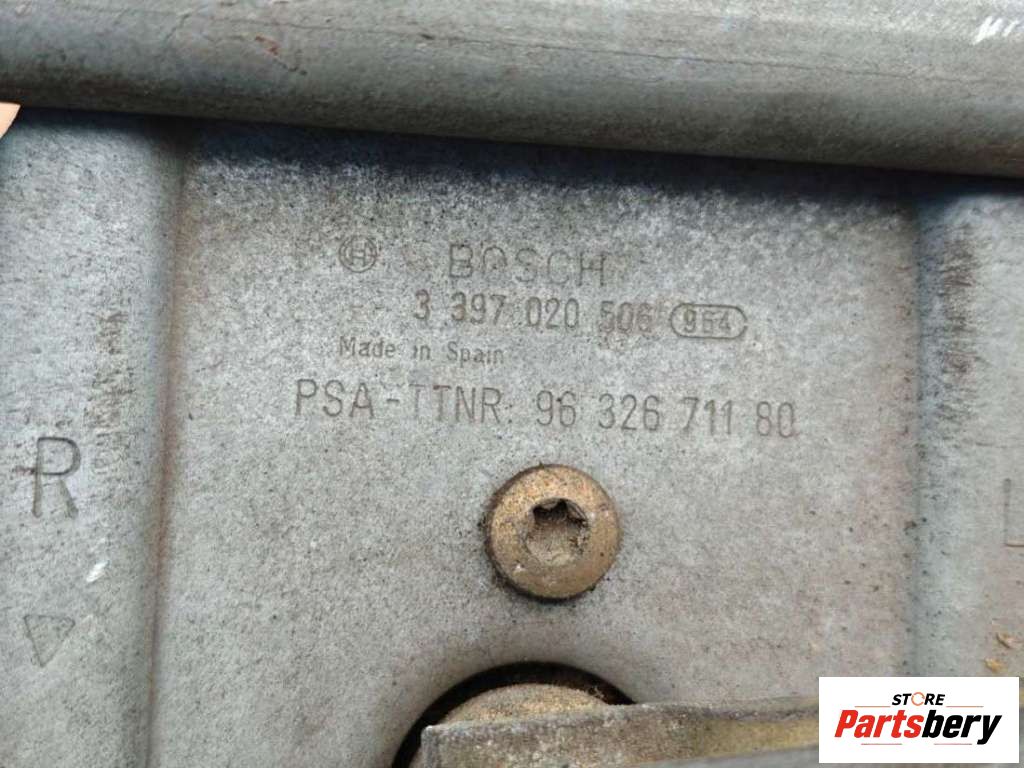 BOSCH
3 397 020 506 964
Made in Spain
PSA-TTNR. 96 326 711 80
R
L
STORE
Partsbery